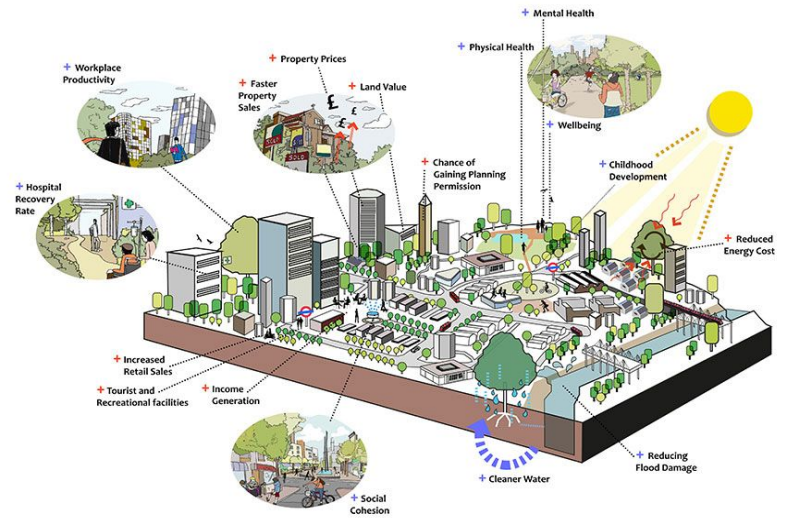 + Mental Health
+ Physical Health
+ Property Prices
+ Workplace
Productivity
+ Faster
Property
Sales
+ Land Value
£
£
£
SOLD
SOLD
+ Wellbeing
+ Chance of
Gaining Planning
Permission
+ Childhood
Development
+ Hospital
Recovery
Rate
+ Reduced
Energy Cost
+ Increased
Retail Sales
+ Tourist and
Recreational facilities
+ Income
Generation
+ Reducing
Flood Damage
+ Cleaner Water
+ Social
Cohesion